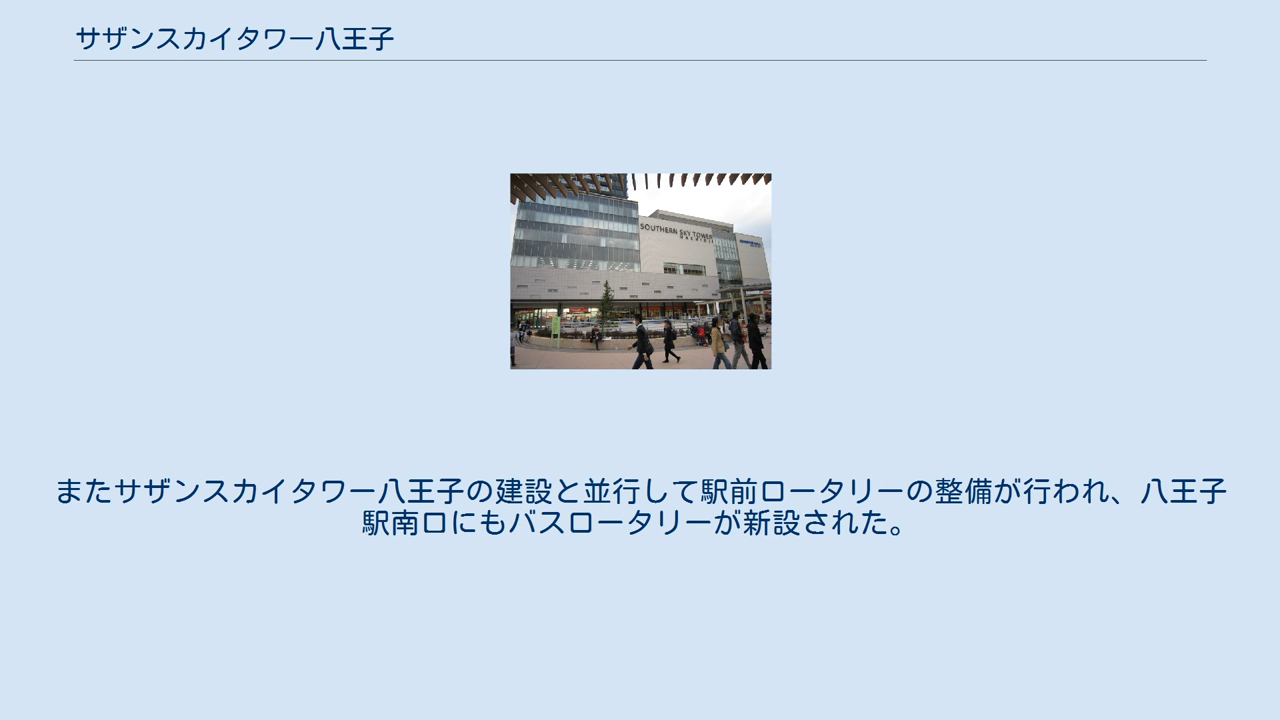 サザンスカイタワー八王子
SOUTHERN SKY TOWER
またサザンスカイタワー八王子の建設と並行して駅前ロータリーの整備が行われ、八王子
駅南口にもバスロータリーが新設された。